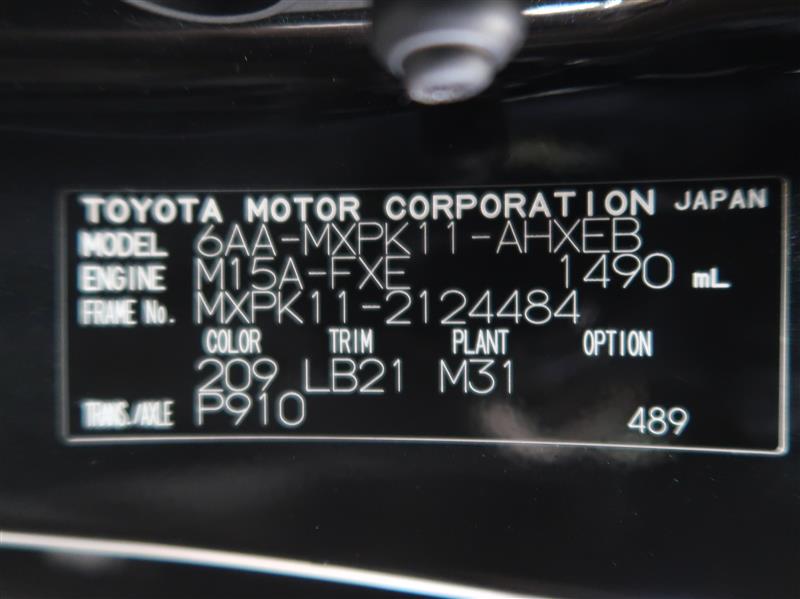 TOYOTA MOTOR CORPORATION JAPAN
MODEL 6AA-MXPK11-AHXEB
ENGINE M15A-FXE 1490 mL
FRAME No. MXPK11-2124484
COLOR TRIM PLANT OPTION
209 LB21 M31
TRANS./AXLE P910
489